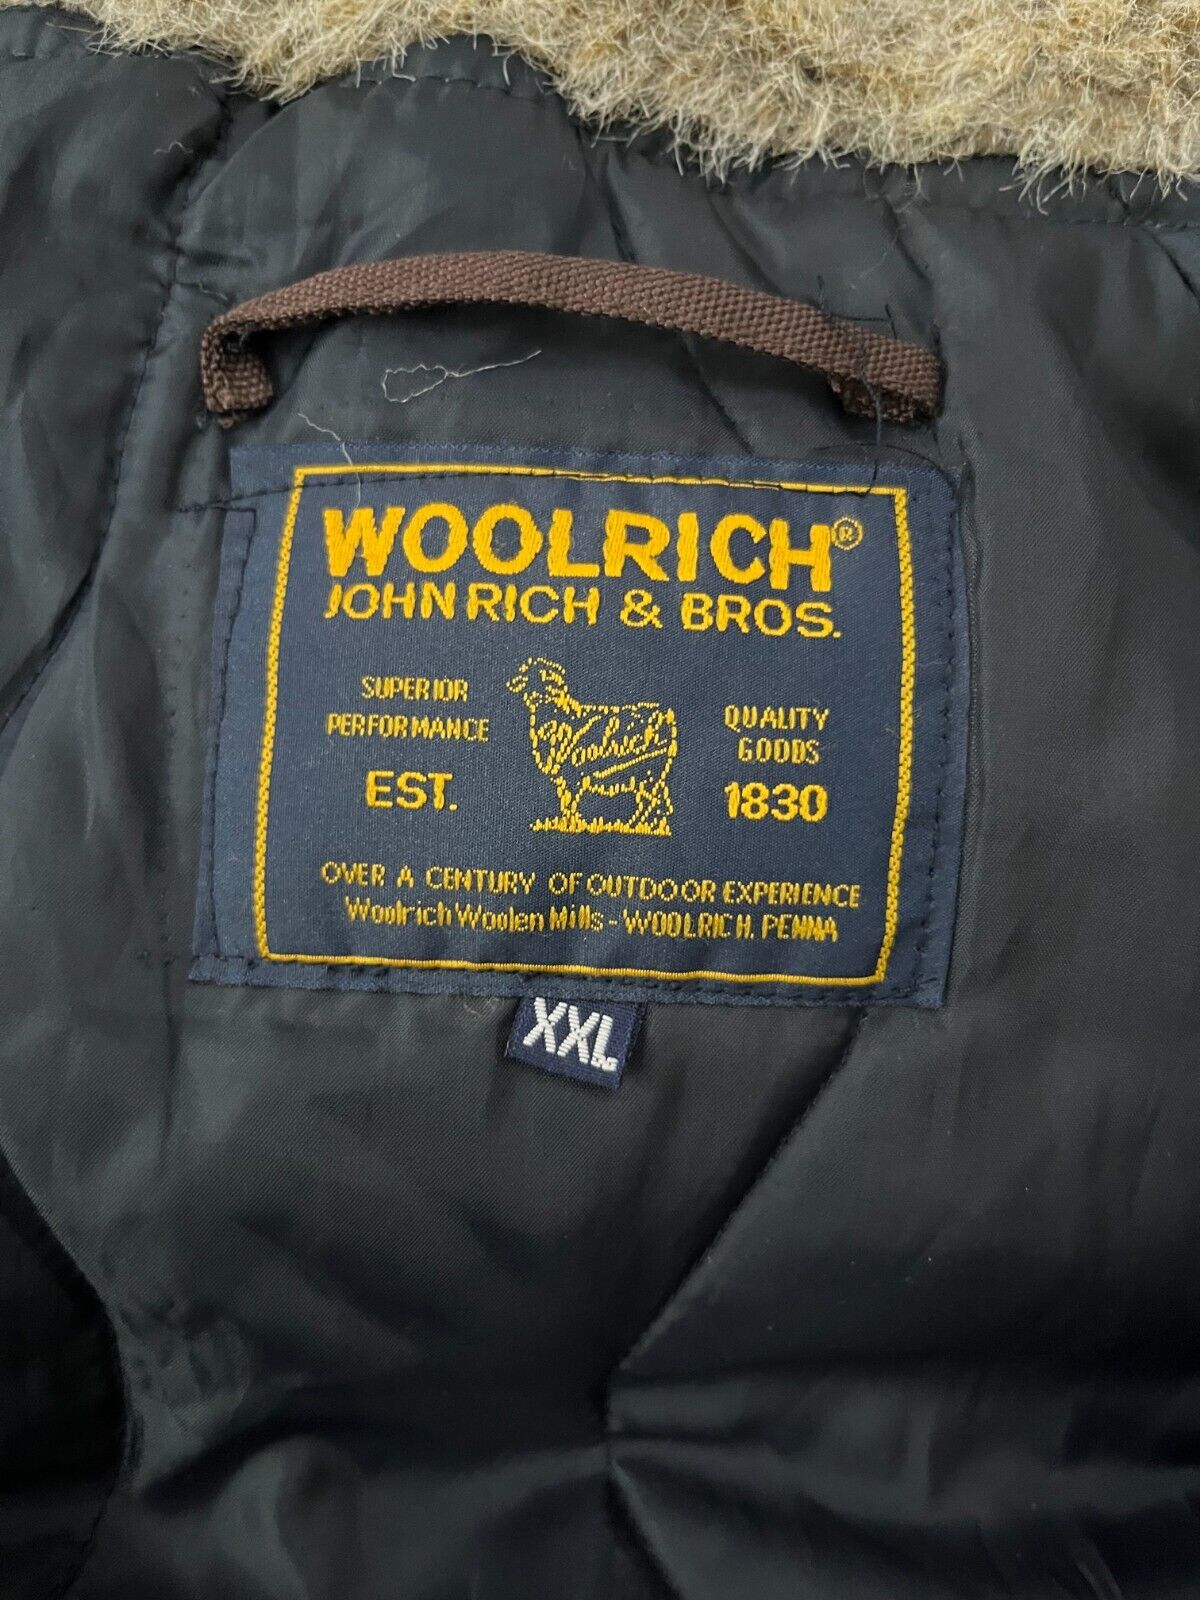 WOOLRICH®
JOHN RICH & BROS.
SUPERIOR
PERFORMANCE
EST.
Woolrich
QUALITY
GOODS
1830
OVER A CENTURY OF OUTDOOR EXPERIENCE
Woolrich Woolen Mills - WOOLRICH, PENNA
XXL